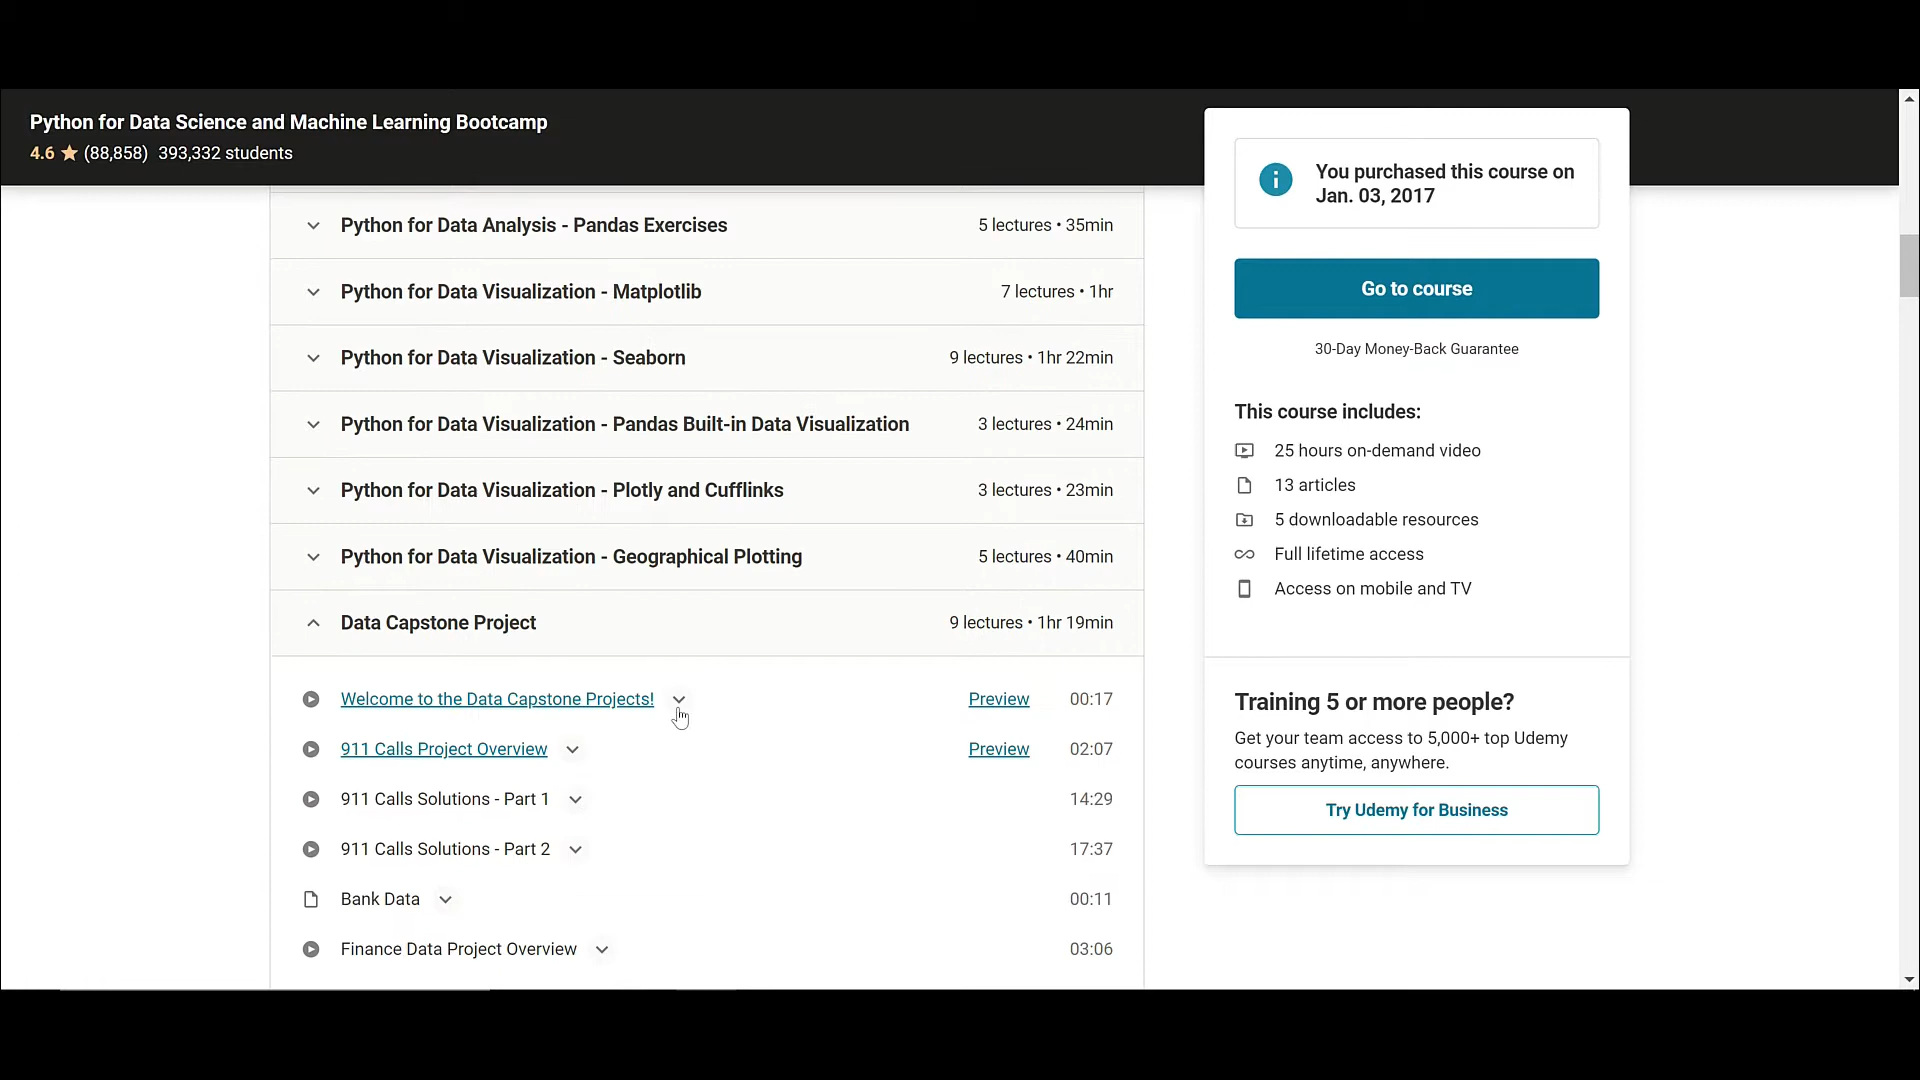 Python for Data Science and Machine Learning Bootcamp
4.6 ★ (88,858) 393,332 students
Python for Data Analysis - Pandas Exercises 5 lectures • 35min
Python for Data Visualization - Matplotlib 7 lectures • 1hr
Python for Data Visualization - Seaborn 9 lectures • 1hr 22min
Python for Data Visualization - Pandas Built-in Data Visualization 3 lectures • 24min
Python for Data Visualization - Plotly and Cufflinks 3 lectures • 23min
Python for Data Visualization - Geographical Plotting 5 lectures • 40min
Data Capstone Project 9 lectures • 1hr 19min
Welcome to the Data Capstone Projects! Preview 00:17
911 Calls Project Overview Preview 02:07
911 Calls Solutions - Part 1 14:29
911 Calls Solutions - Part 2 17:37
Bank Data 00:11
Finance Data Project Overview 03:06
You purchased this course on
Jan. 03, 2017
Go to course
30-Day Money-Back Guarantee
This course includes:
25 hours on-demand video
13 articles
5 downloadable resources
Full lifetime access
Access on mobile and TV
Training 5 or more people?
Get your team access to 5,000+ top Udemy
courses anytime, anywhere.
Try Udemy for Business